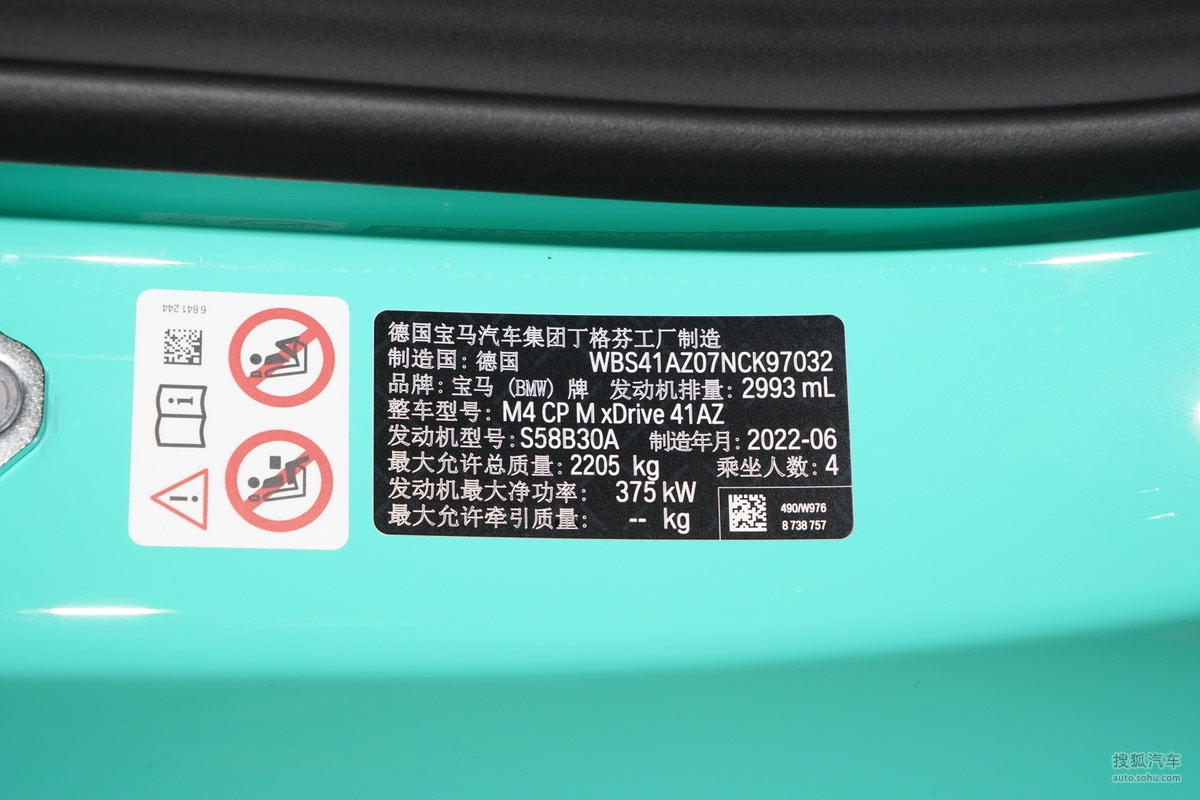 6 841 244
德国宝马汽车集团丁格芬工厂制造
制造国: 德国 WBS41AZ07NCK97032
品牌: 宝马 (BMW) 牌 发动机排量: 2993 mL
整车型号: M4 CP M xDrive 41AZ
发动机型号: S58B30A 制造年月: 2022-06
最大允许总质量: 2205 kg 乘坐人数: 4
发动机最大净功率: 375 kW
最大允许牵引质量: -- kg
490/W976
8 738 757
搜狐汽车
auto.sohu.com